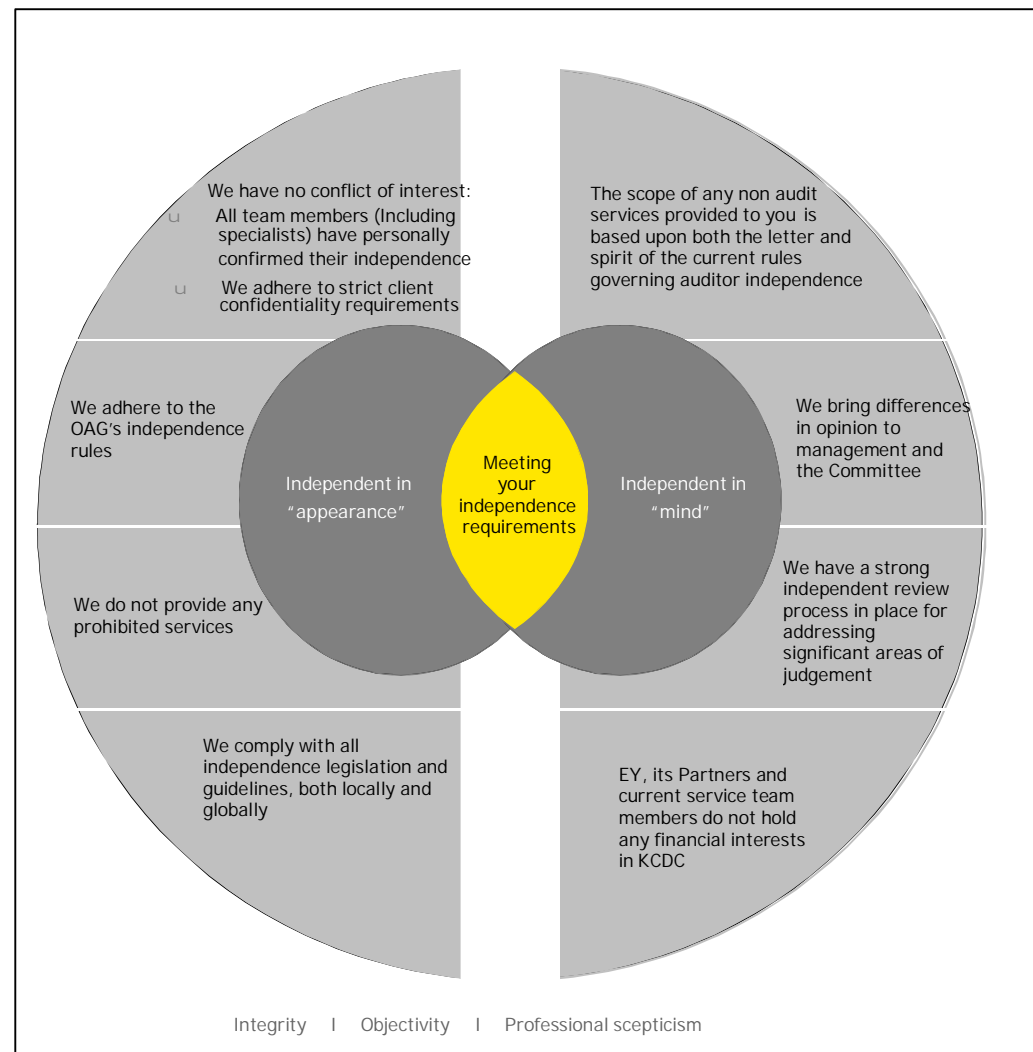 We have no conflict of interest:
u All team members (Including
specialists) have personally
confirmed their independence
u We adhere to strict client
confidentiality requirements
We adhere to the
OAG's independence
rules
We do not provide any
prohibited services
We comply with all
independence legislation and
guidelines, both locally and
globally
Independent in
“appearance”
Meeting
your
independence
requirements
Independent in
“mind”
The scope of any non audit
services provided to you is
based upon both the letter and
spirit of the current rules
governing auditor independence
We bring differences
in opinion to
management and
the Committee
We have a strong
independent review
process in place for
addressing
significant areas of
judgement
EY, its Partners and
current service team
members do not hold
any financial interests
in KCDC
Integrity I Objectivity I Professional scepticism